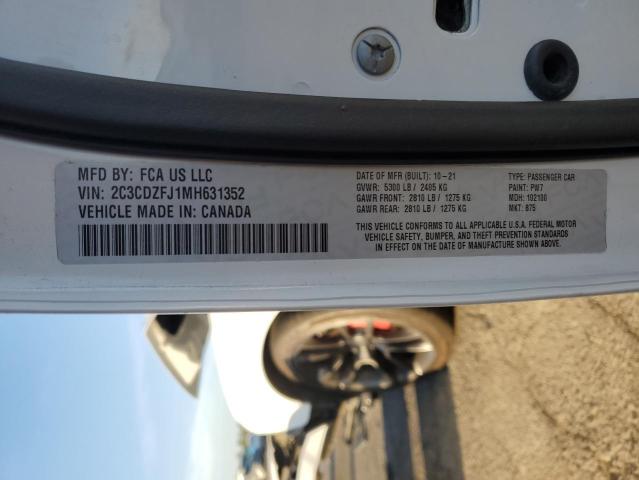 MFD BY: FCA US LLC
VIN: 2C3CDZFJ1MH631352
VEHICLE MADE IN: CANADA
DATE OF MFR (BUILT): 10-21
GVWR: 5300 LB / 2405 KG
GAWR FRONT: 2810 LB / 1275 KG
GAWR REAR: 2810 LB / 1275 KG
TYPE: PASSENGER CAR
PAINT: PW7
MDH: 102100
MKT: 875
THIS VEHICLE CONFORMS TO ALL APPLICABLE U.S.A. FEDERAL MOTOR
VEHICLE SAFETY, BUMPER, AND THEFT PREVENTION STANDARDS
IN EFFECT ON THE DATE OF MANUFACTURE SHOWN ABOVE.